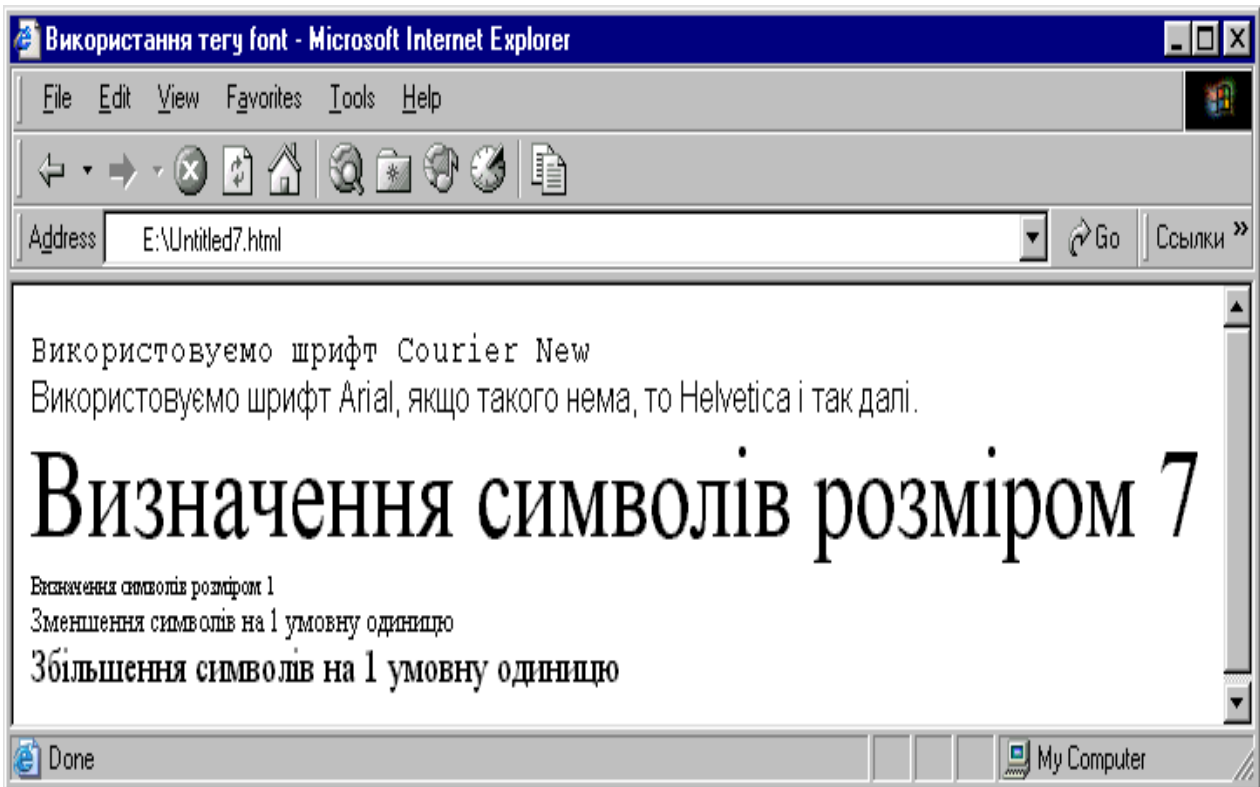 Використання тегу font - Microsoft Internet Explorer
File Edit View Favorites Tools Help
Address E:\Untitled7.html Go Ссылки »
Використовуємо шрифт Courier New
Використовуємо шрифт Arial, якщо такого нема, то Helvetica і так далі.
Визначення символів розміром 7
Визначення символів розміром 1
Зменшення символів на 1 умовну одиницю
Збільшення символів на 1 умовну одиницю
Done My Computer